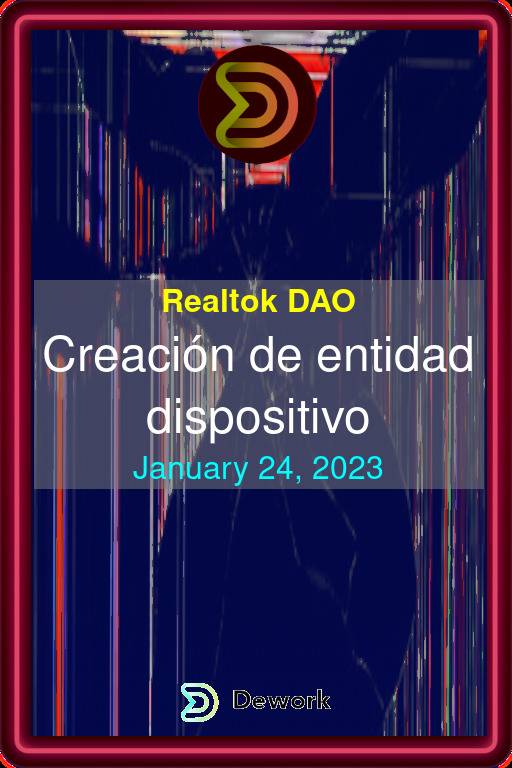 Realtok DAO
Creación de entidad
dispositivo
January 24, 2023
Dework